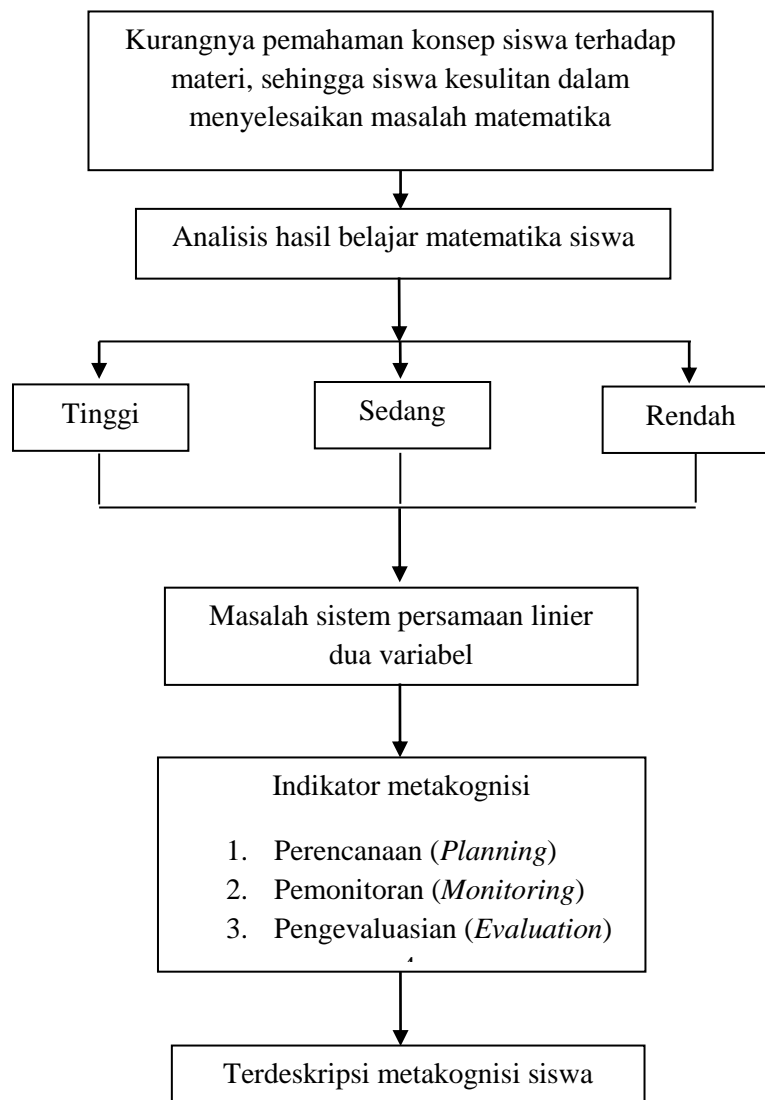 Kurangnya pemahaman konsep siswa terhadap
materi, sehingga siswa kesulitan dalam
menyelesaikan masalah matematika
Analisis hasil belajar matematika siswa
Tinggi
Sedang
Rendah
Masalah sistem persamaan linier
dua variabel
Indikator metakognisi
1. Perencanaan (Planning)
2. Pemonitoran (Monitoring)
3. Pengevaluasian (Evaluation)
Terdeskripsi metakognisi siswa